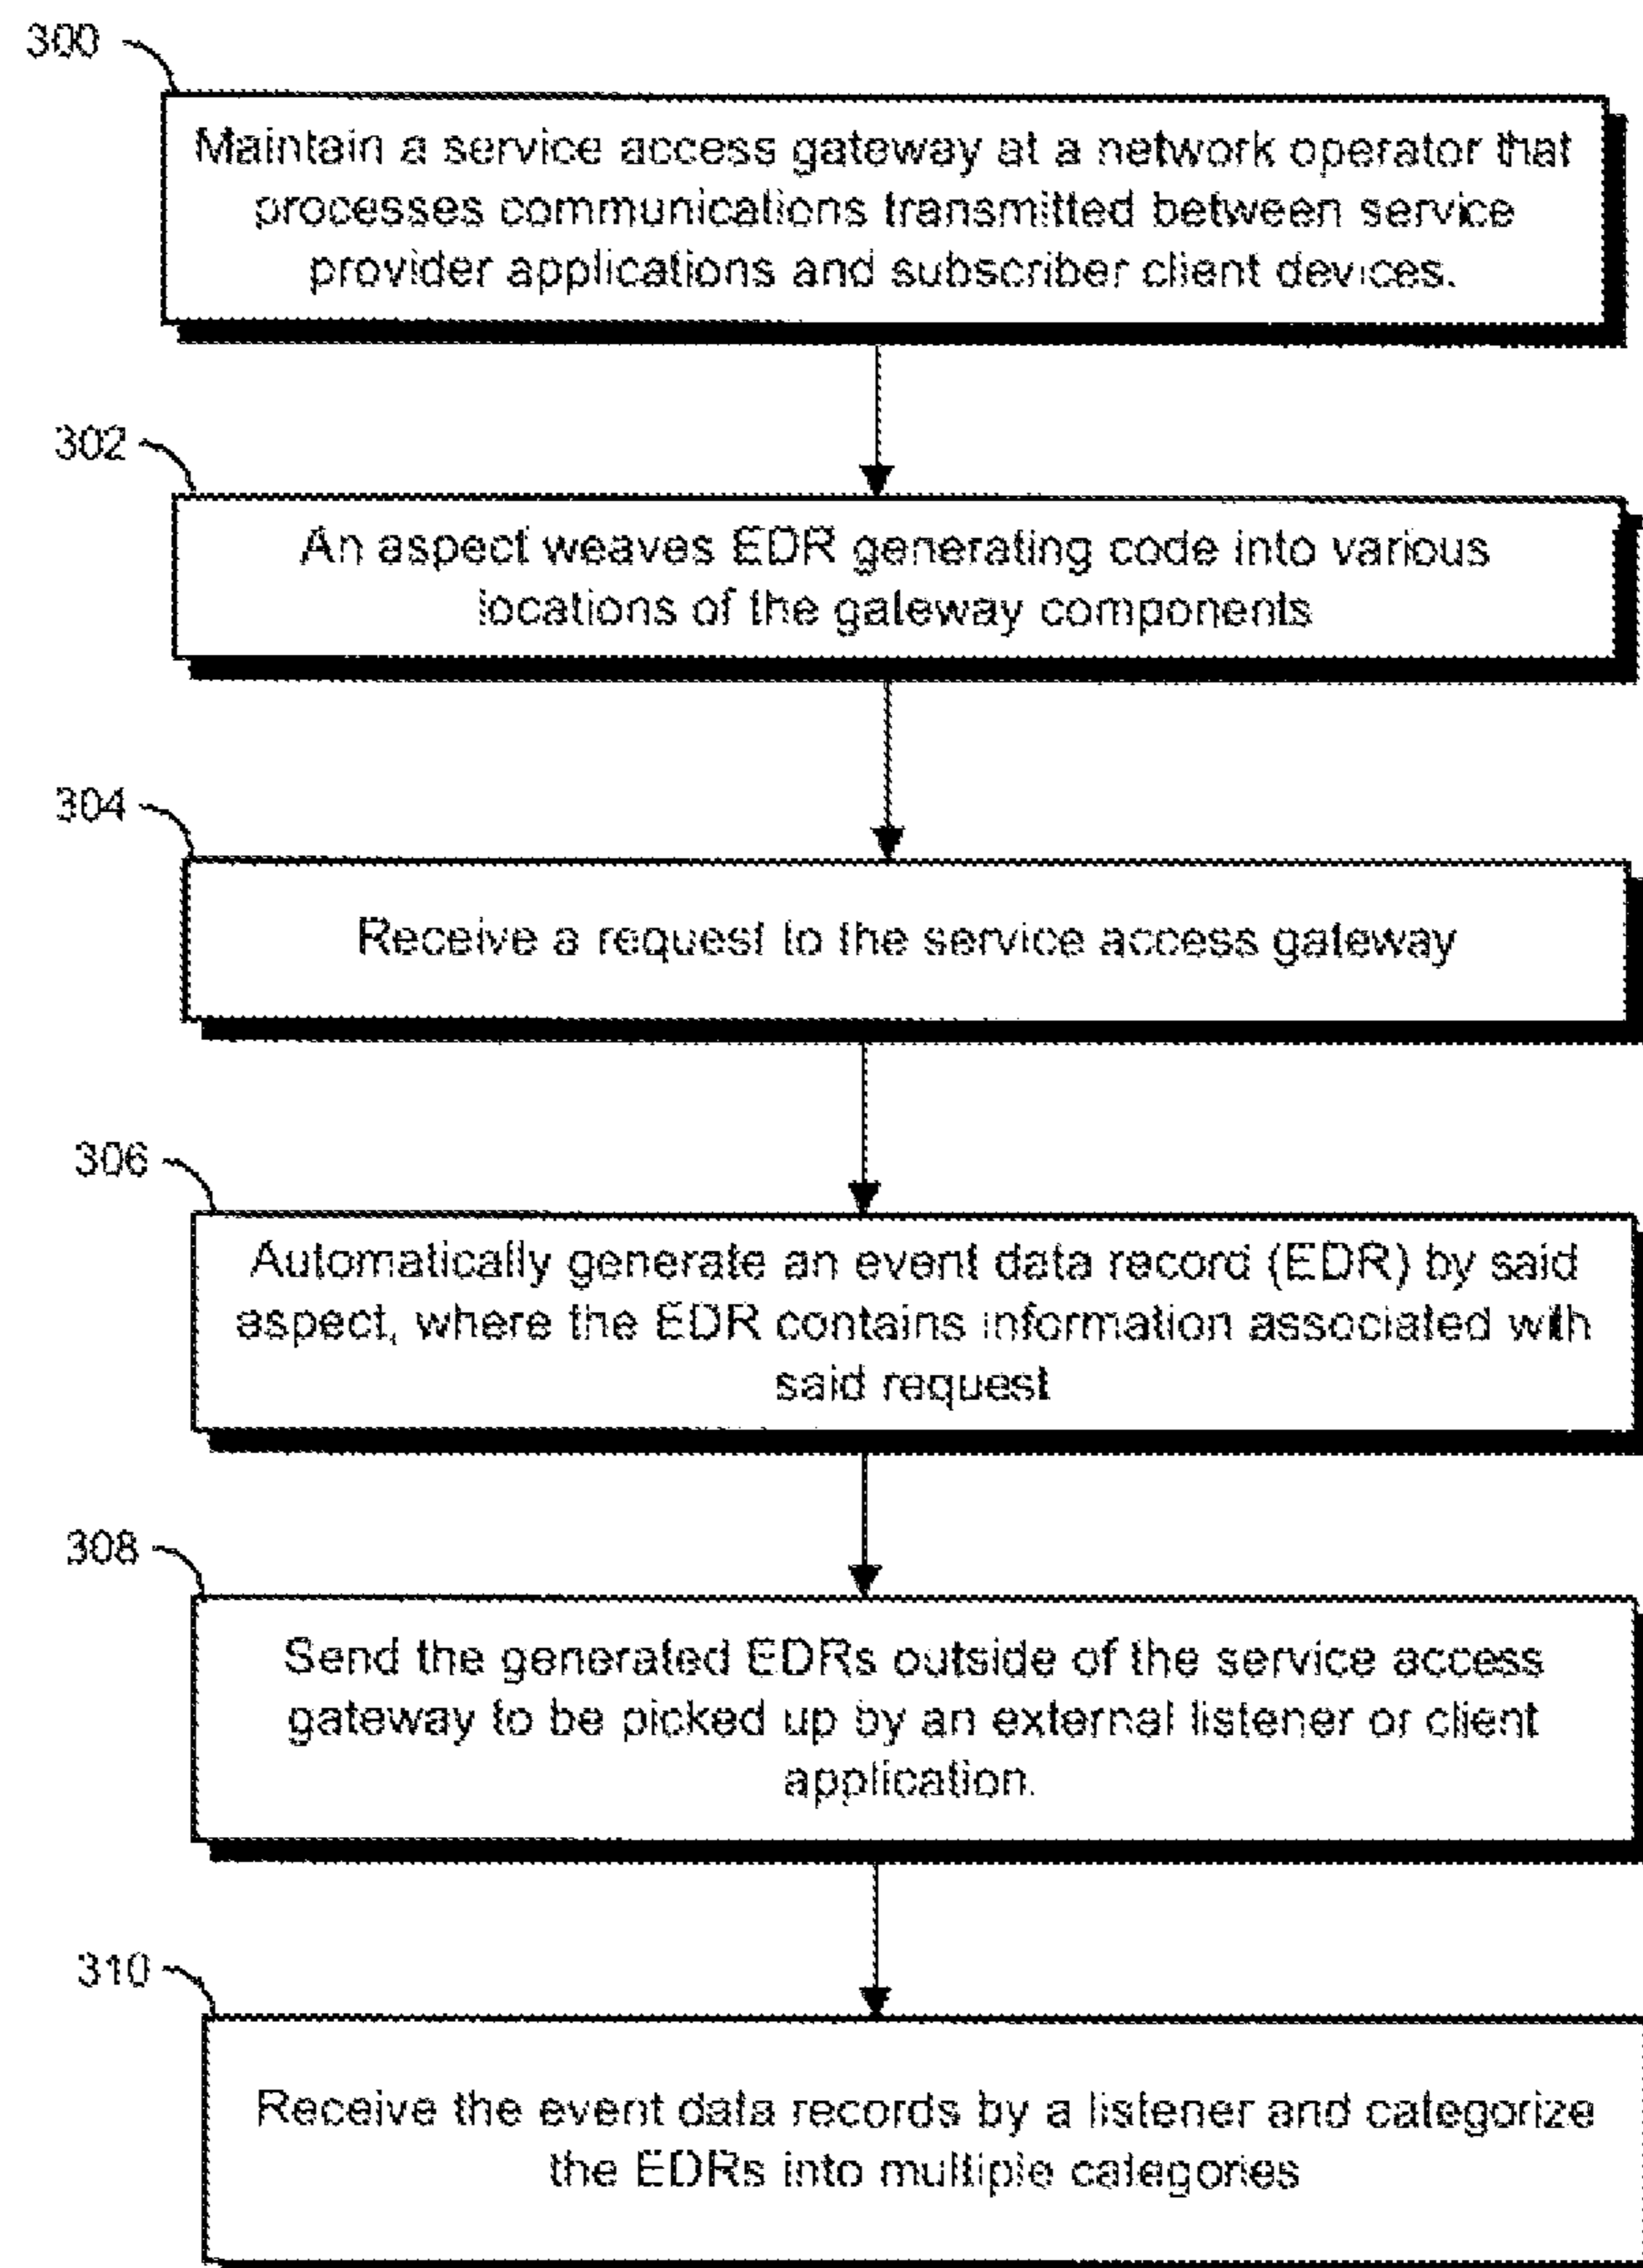 300
Maintain a service access gateway at a network operator that
processes communications transmitted between service
provider applications and subscriber client devices.
302
An aspect weaves EDR generating code into various
locations of the gateway components
304
Receive a request to the service access gateway
306
Automatically generate an event data record (EDR) by said
aspect, where the EDR contains information associated with
said request
308
Send the generated EDRs outside of the service access
gateway to be picked up by an external listener or client
application.
310
Receive the event data records by a listener and categorize
the EDRs into multiple categories